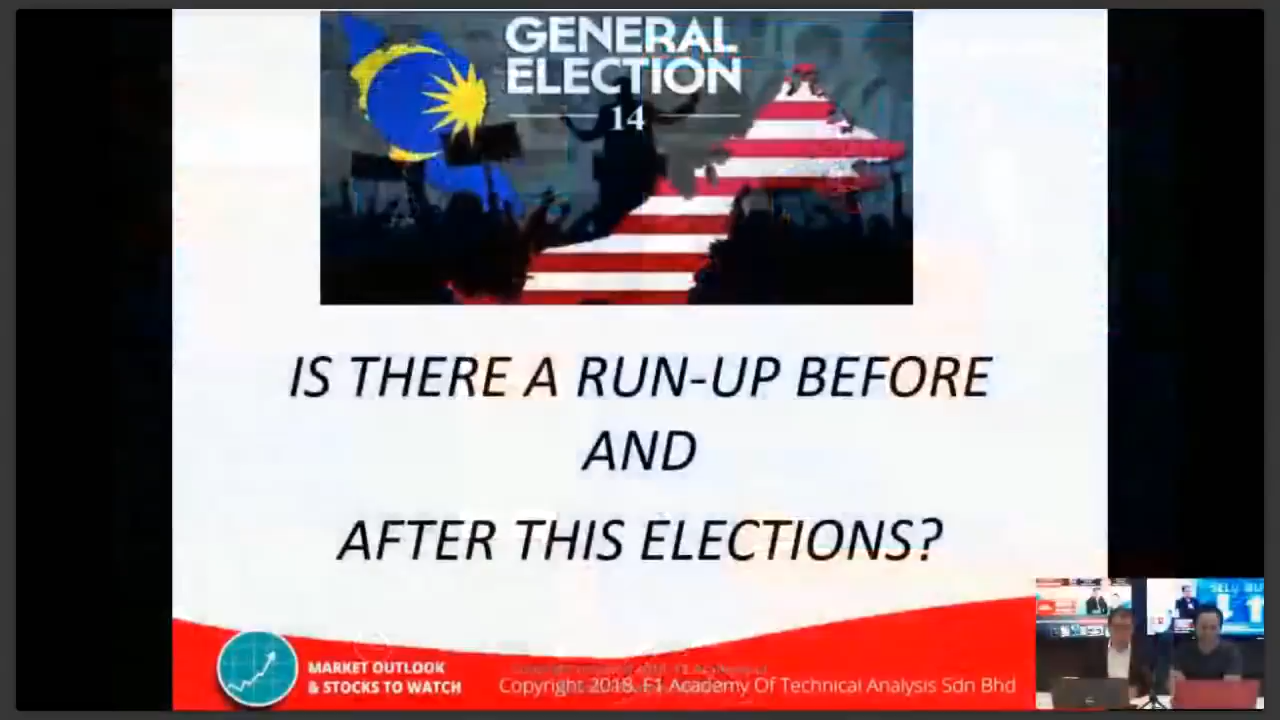 GENERAL
ELECTION
14
IS THERE A RUN-UP BEFORE
AND
AFTER THIS ELECTIONS?
MARKET OUTLOOK
& STOCKS TO WATCH
Copyright 2018. F1 Academy Of Technical Analysis Sdn Bhd